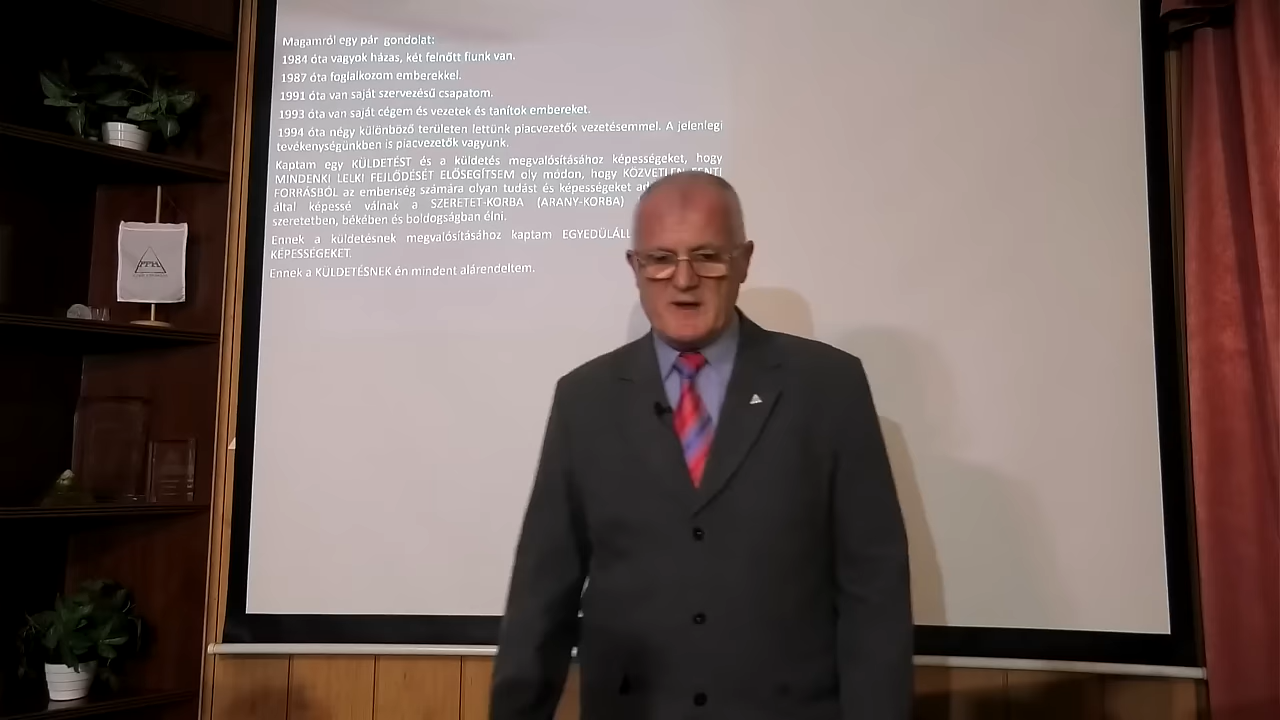 Magamról egy pár gondolat:
1984 óta vagyok házas, két felnőtt fiunk van.
1987 óta foglalkozom emberekkel.
1991 óta van saját szervezésű csapatom.
1993 óta van saját cégem és vezetek és tanítok embereket.
1994 óta négy különböző területen lettünk piacvezetők vezetésemmel. A jelenlegi
tevékenységünkben is piacvezetők vagyunk.
Kaptam egy KÜLDETÉST és a küldetés megvalósításához képességeket, hogy
MINDENKI LELKI FEJLŐDÉSÉT ELŐSEGÍTSEM oly módon, hogy KÖZVETLEN FENTI
FORRÁSBÓL az emberiség számára olyan tudást és képességeket
által képessé válnak a SZERETET-KORBA (ARANY-KORBA)
szeretetben, békében és boldogságban élni.
Ennek a küldetésnek megvalósításához kaptam
KÉPESSÉGEKET.
Ennek a KÜLDETÉSNEK én mindent alárendeltem.